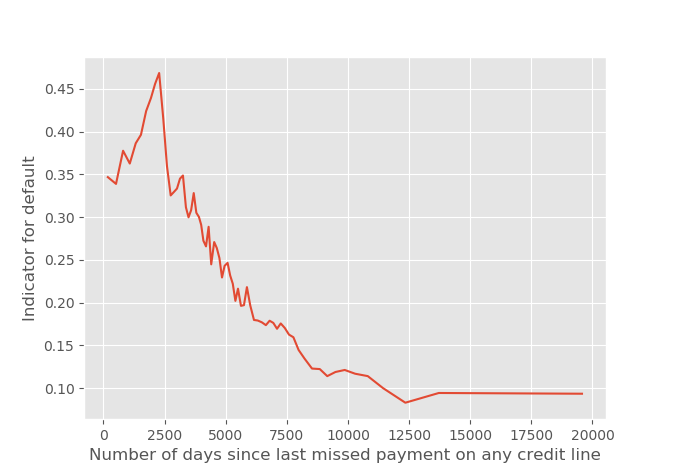 0.45
0.40
0.35
0.30
0.25
0.20
0.15
0.10
Indicator for default
0 2500 5000 7500 10000 12500 15000 17500 20000
Number of days since last missed payment on any credit line